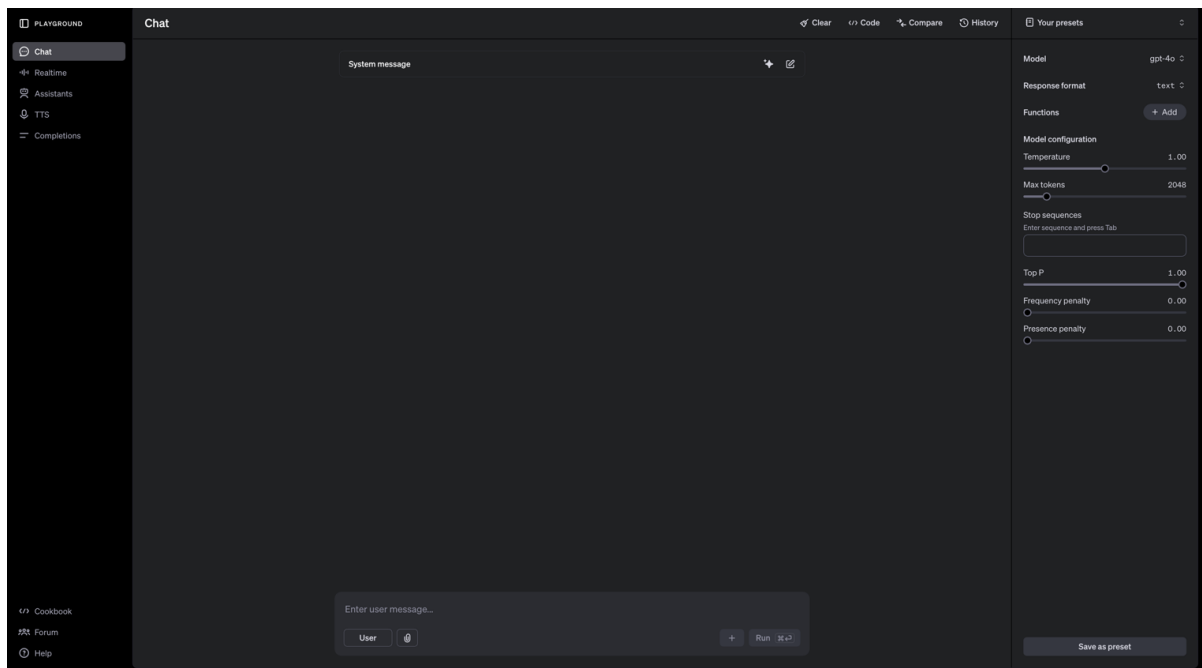 PLAYGROUND
Chat
Realtime
Assistants
TTS
Completions
Cookbook
Forum
Help
Chat
Clear
Code
Compare
History
System message
Enter user message...
User
+
Run ⌘⏎
Your presets
Model gpt-4o
Response format text
Functions + Add
Model configuration
Temperature 1.00
Max tokens 2048
Stop sequences
Enter sequence and press Tab
Top P 1.00
Frequency penalty 0.00
Presence penalty 0.00
Save as preset